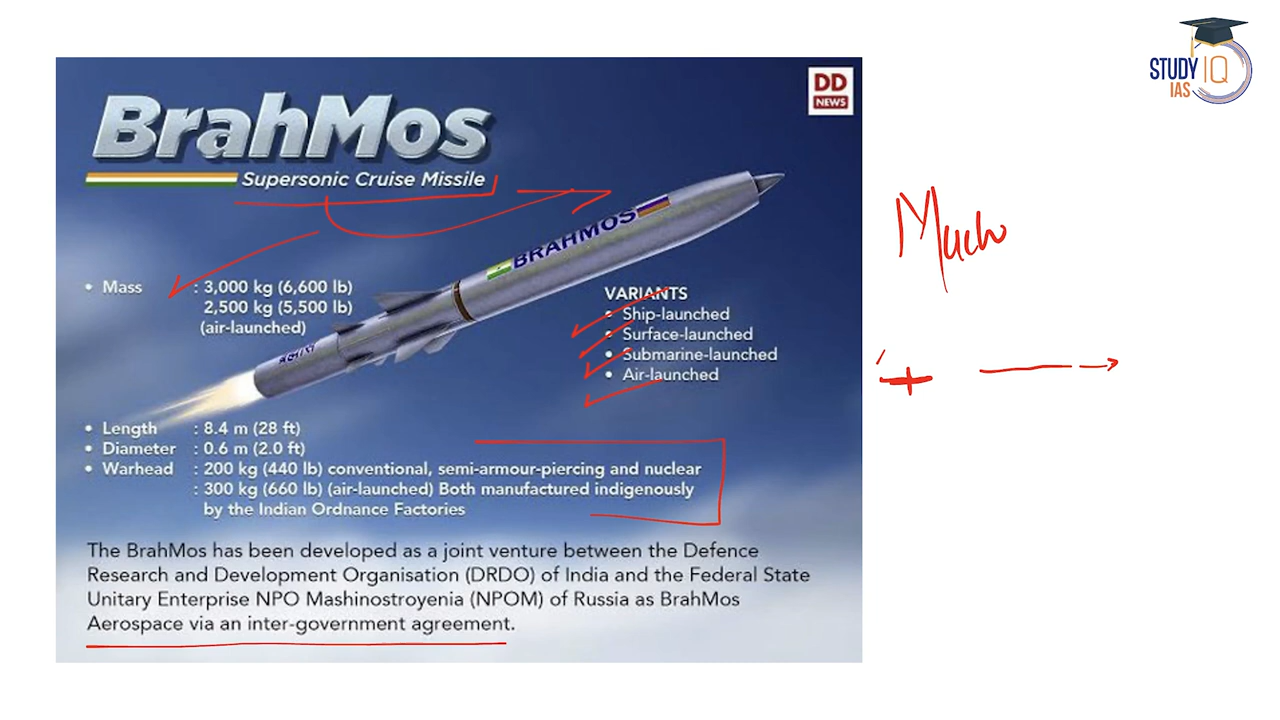 STUDY IQ
IAS
DD
NEWS
BrahMos
Supersonic Cruise Missile
BRAHMOS
• Mass : 3,000 kg (6,600 lb)
2,500 kg (5,500 lb)
(air-launched)
VARIANTS
• Ship-launched
• Surface-launched
• Submarine-launched
• Air-launched
• Length : 8.4 m (28 ft)
• Diameter : 0.6 m (2.0 ft)
• Warhead : 200 kg (440 lb) conventional, semi-armour-piercing and nuclear
: 300 kg (660 lb) (air-launched) Both manufactured indigenously
by the Indian Ordnance Factories
The BrahMos has been developed as a joint venture between the Defence
Research and Development Organisation (DRDO) of India and the Federal State
Unitary Enterprise NPO Mashinostroyenia (NPOM) of Russia as BrahMos
Aerospace via an inter-government agreement.